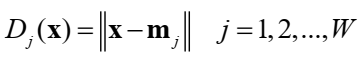 D_j(𝐱) = ‖𝐱 − 𝐦_j‖   j = 1, 2, ..., W